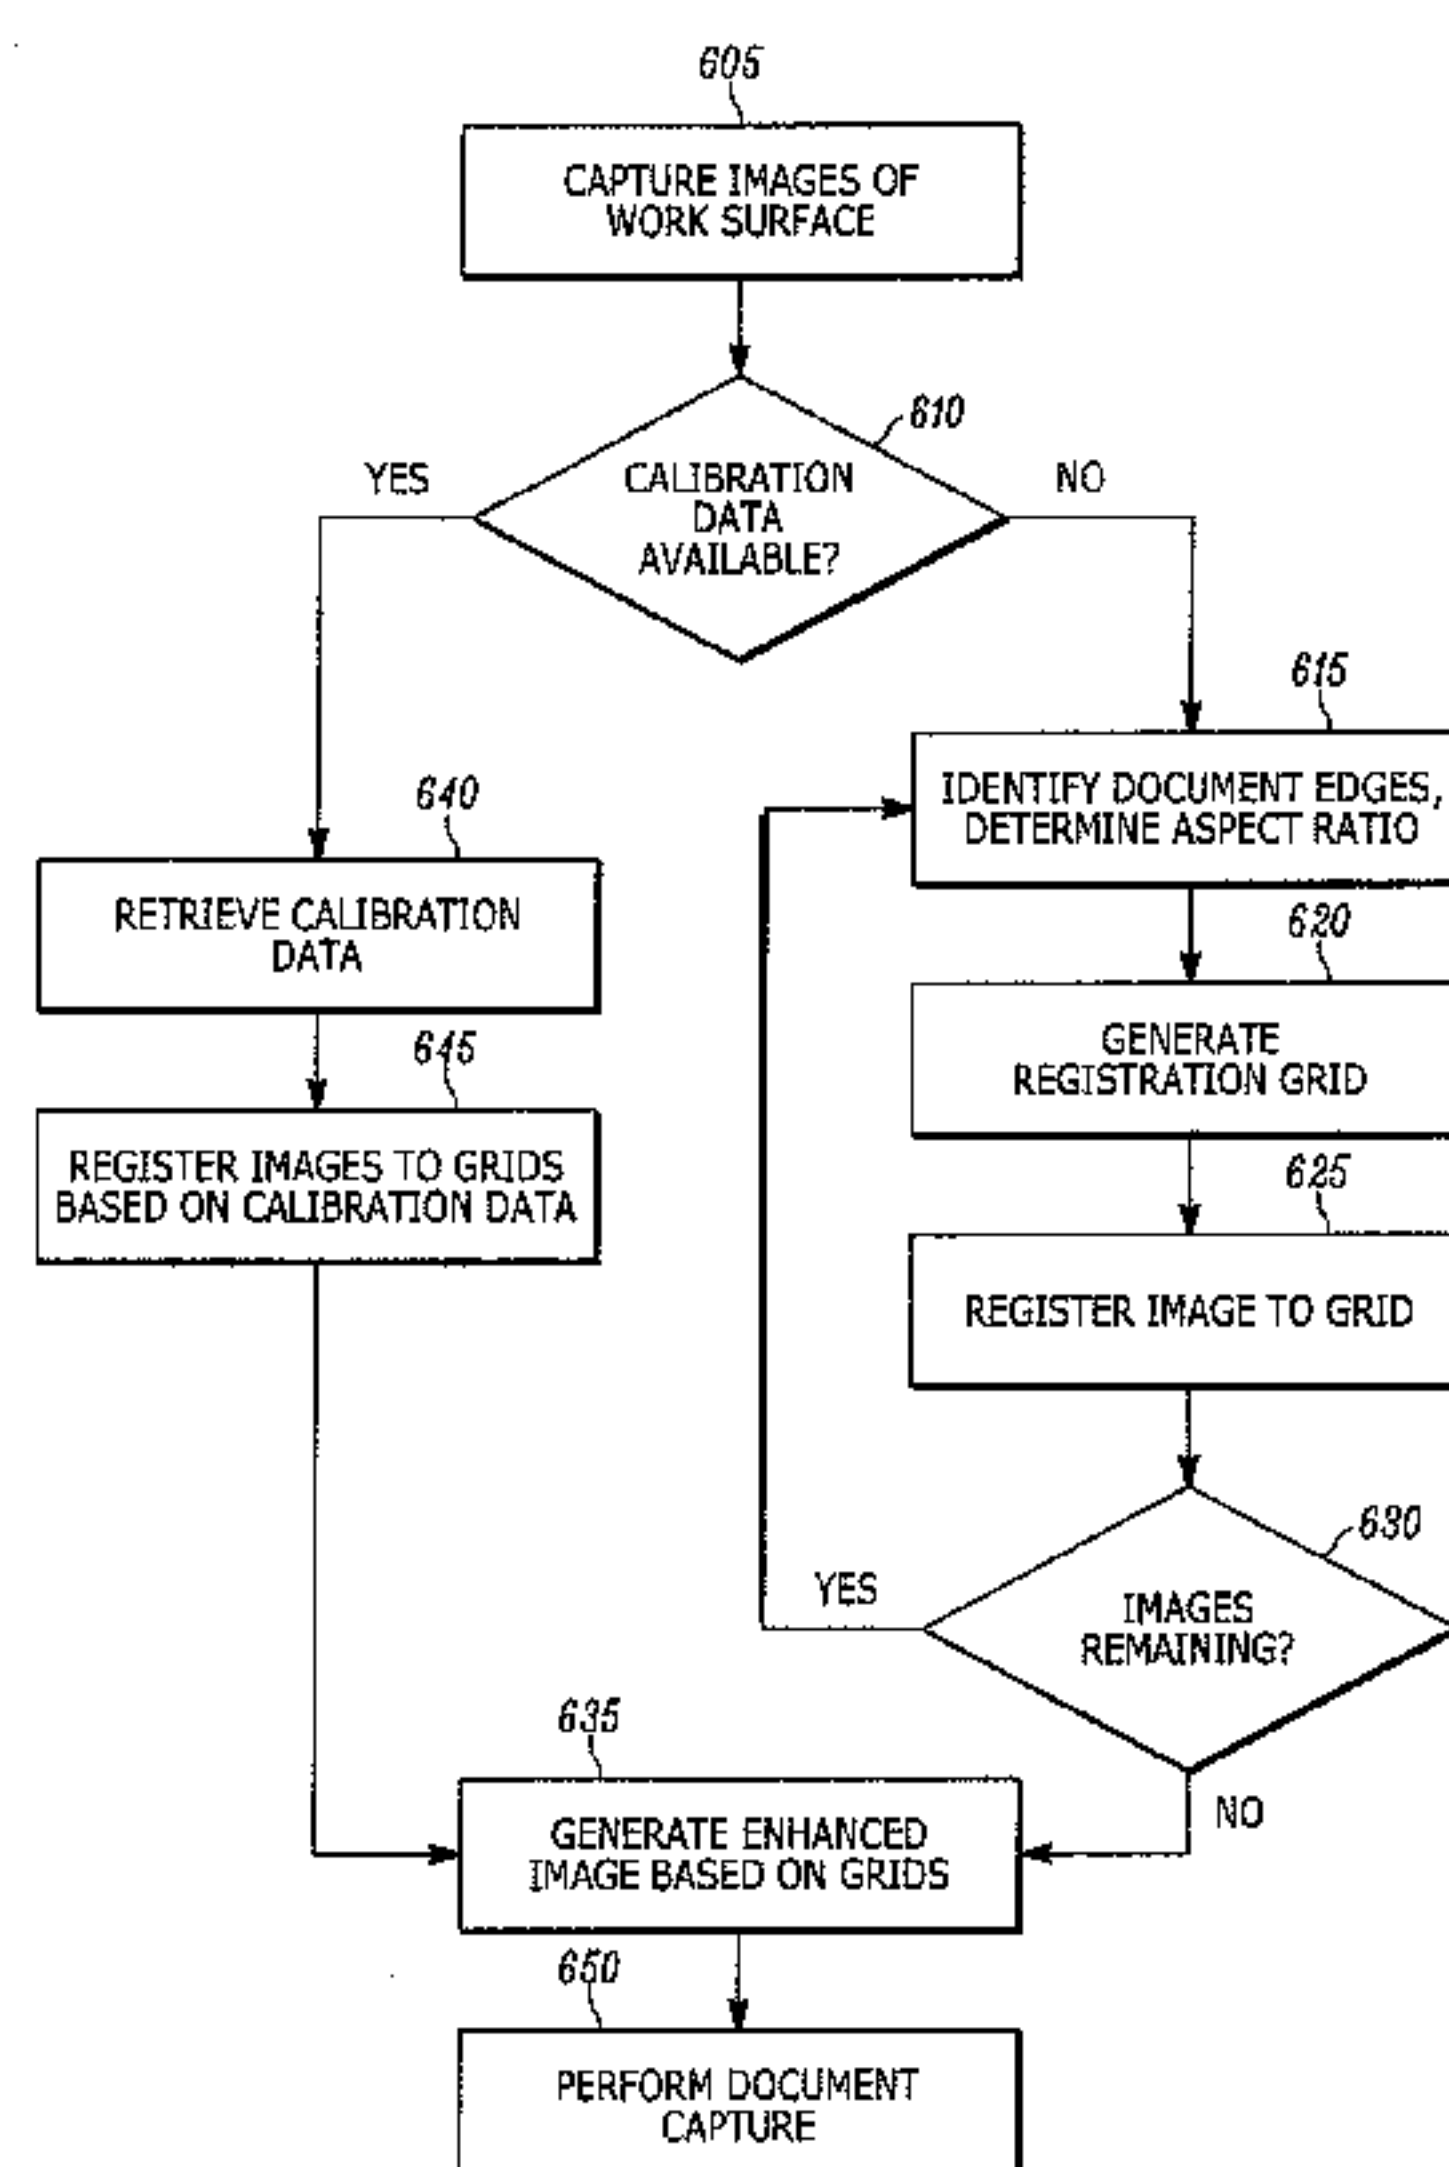 605
CAPTURE IMAGES OF
WORK SURFACE
610
YES
CALIBRATION
DATA
AVAILABLE?
NO
615
IDENTIFY DOCUMENT EDGES,
DETERMINE ASPECT RATIO
640
RETRIEVE CALIBRATION
DATA
620
GENERATE
REGISTRATION GRID
645
REGISTER IMAGES TO GRIDS
BASED ON CALIBRATION DATA
625
REGISTER IMAGE TO GRID
630
YES
IMAGES
REMAINING?
NO
635
GENERATE ENHANCED
IMAGE BASED ON GRIDS
650
PERFORM DOCUMENT
CAPTURE